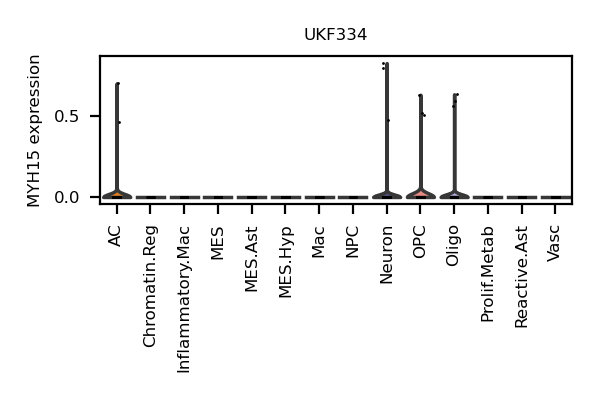 UKF334
MYH15 expression
0.5
0.0
AC
Chromatin.Reg
Inflammatory.Mac
MES
MES.Ast
MES.Hyp
Mac
NPC
Neuron
OPC
Oligo
Prolif.Metab
Reactive.Ast
Vasc